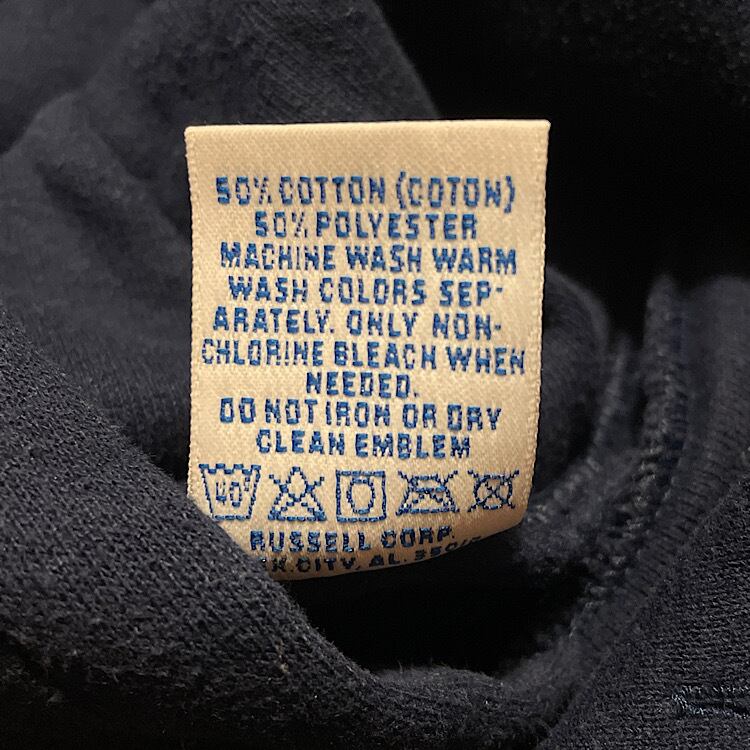 50% COTTON (COTON)
50% POLYESTER
MACHINE WASH WARM
WASH COLORS SEP-
ARATELY. ONLY NON-
CHLORINE BLEACH WHEN
NEEDED.
DO NOT IRON OR DRY
CLEAN EMBLEM
40°
RUSSELL CORP.
CITY, AL.